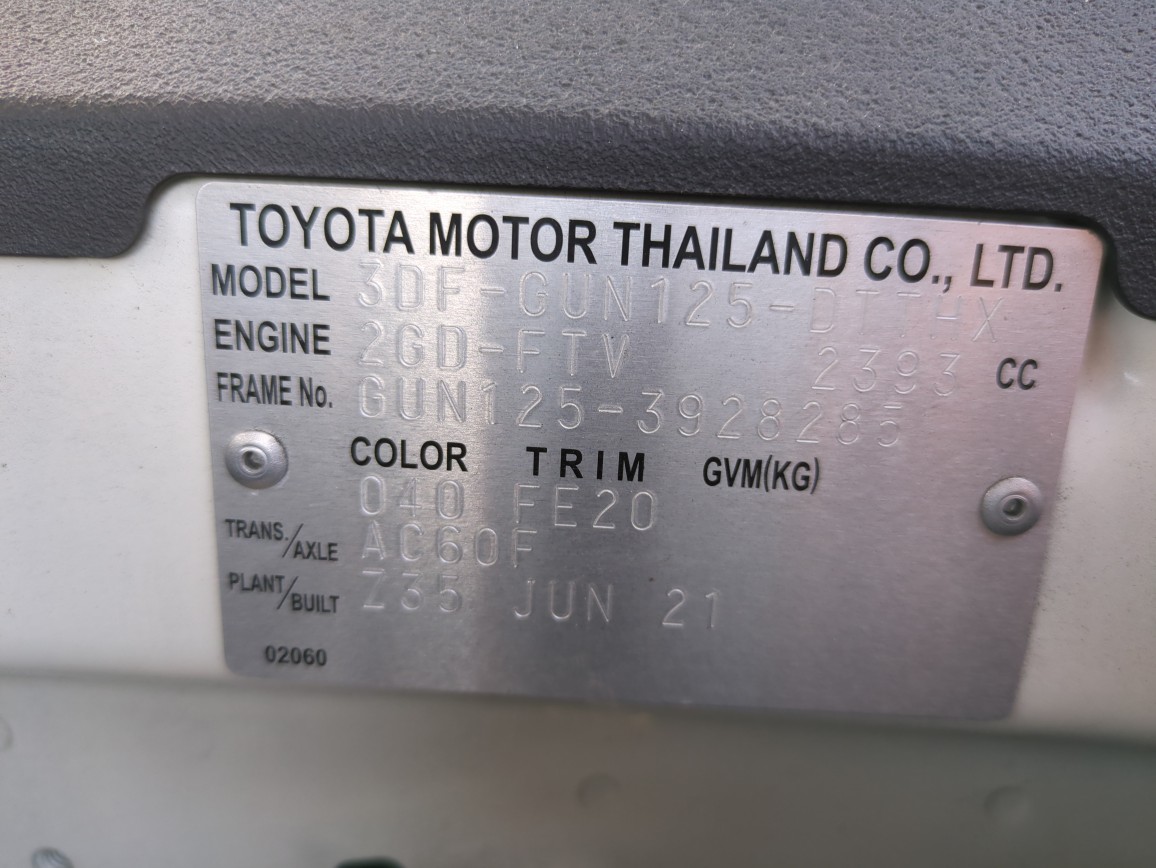 TOYOTA MOTOR THAILAND CO., LTD.
MODEL 3DF-GUN125-DTTHX
ENGINE 2GD-FTV 2393 CC
FRAME No. GUN125-3928285
COLOR TRIM GVM(KG)
040 FE20
TRANS./AXLE AC60F
PLANT/BUILT Z35 JUN 21
02060